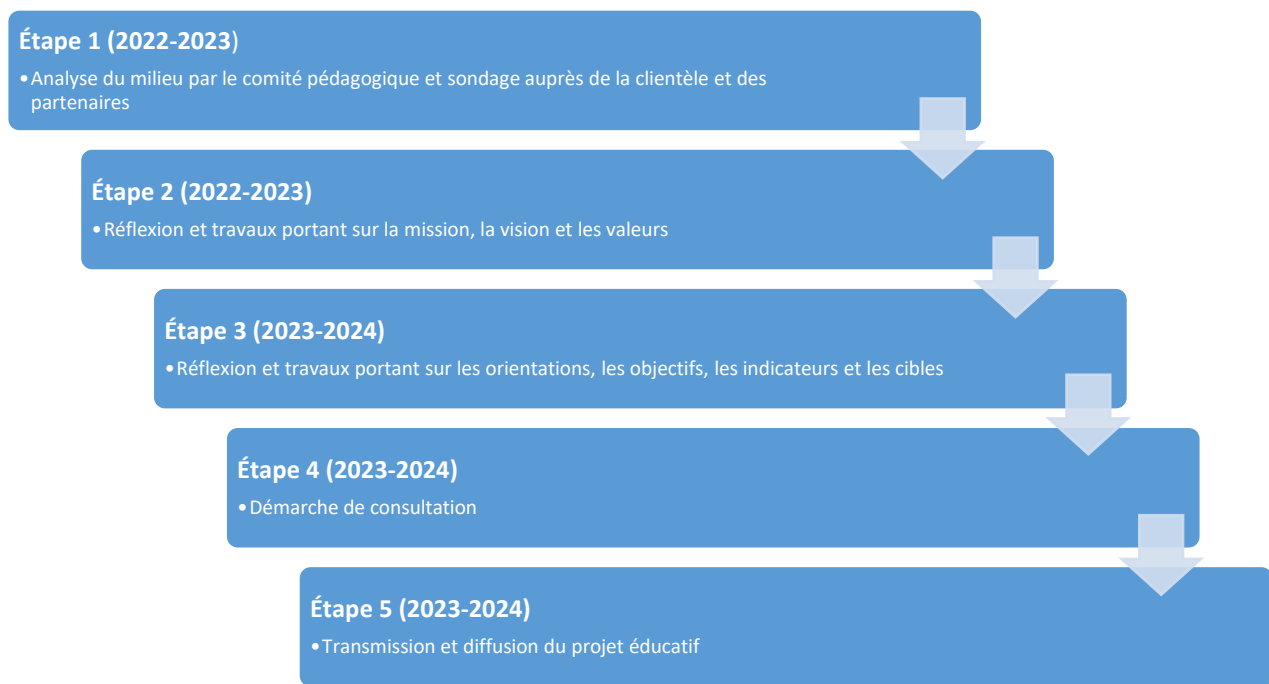 Étape 1 (2022-2023)
•Analyse du milieu par le comité pédagogique et sondage auprès de la clientèle et des
partenaires
Étape 2 (2022-2023)
•Réflexion et travaux portant sur la mission, la vision et les valeurs
Étape 3 (2023-2024)
•Réflexion et travaux portant sur les orientations, les objectifs, les indicateurs et les cibles
Étape 4 (2023-2024)
•Démarche de consultation
Étape 5 (2023-2024)
•Transmission et diffusion du projet éducatif